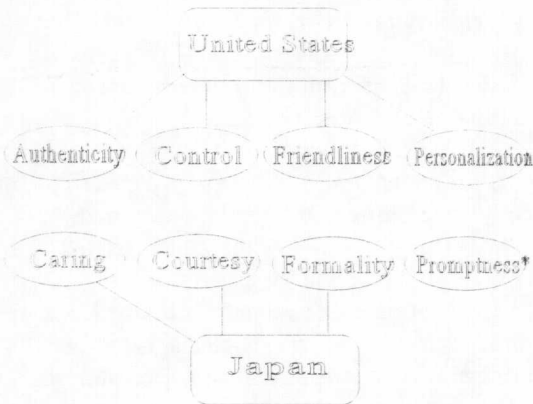 United States
Authenticity Control Friendliness Personalization
Caring Courtesy Formality Promptness*
Japan